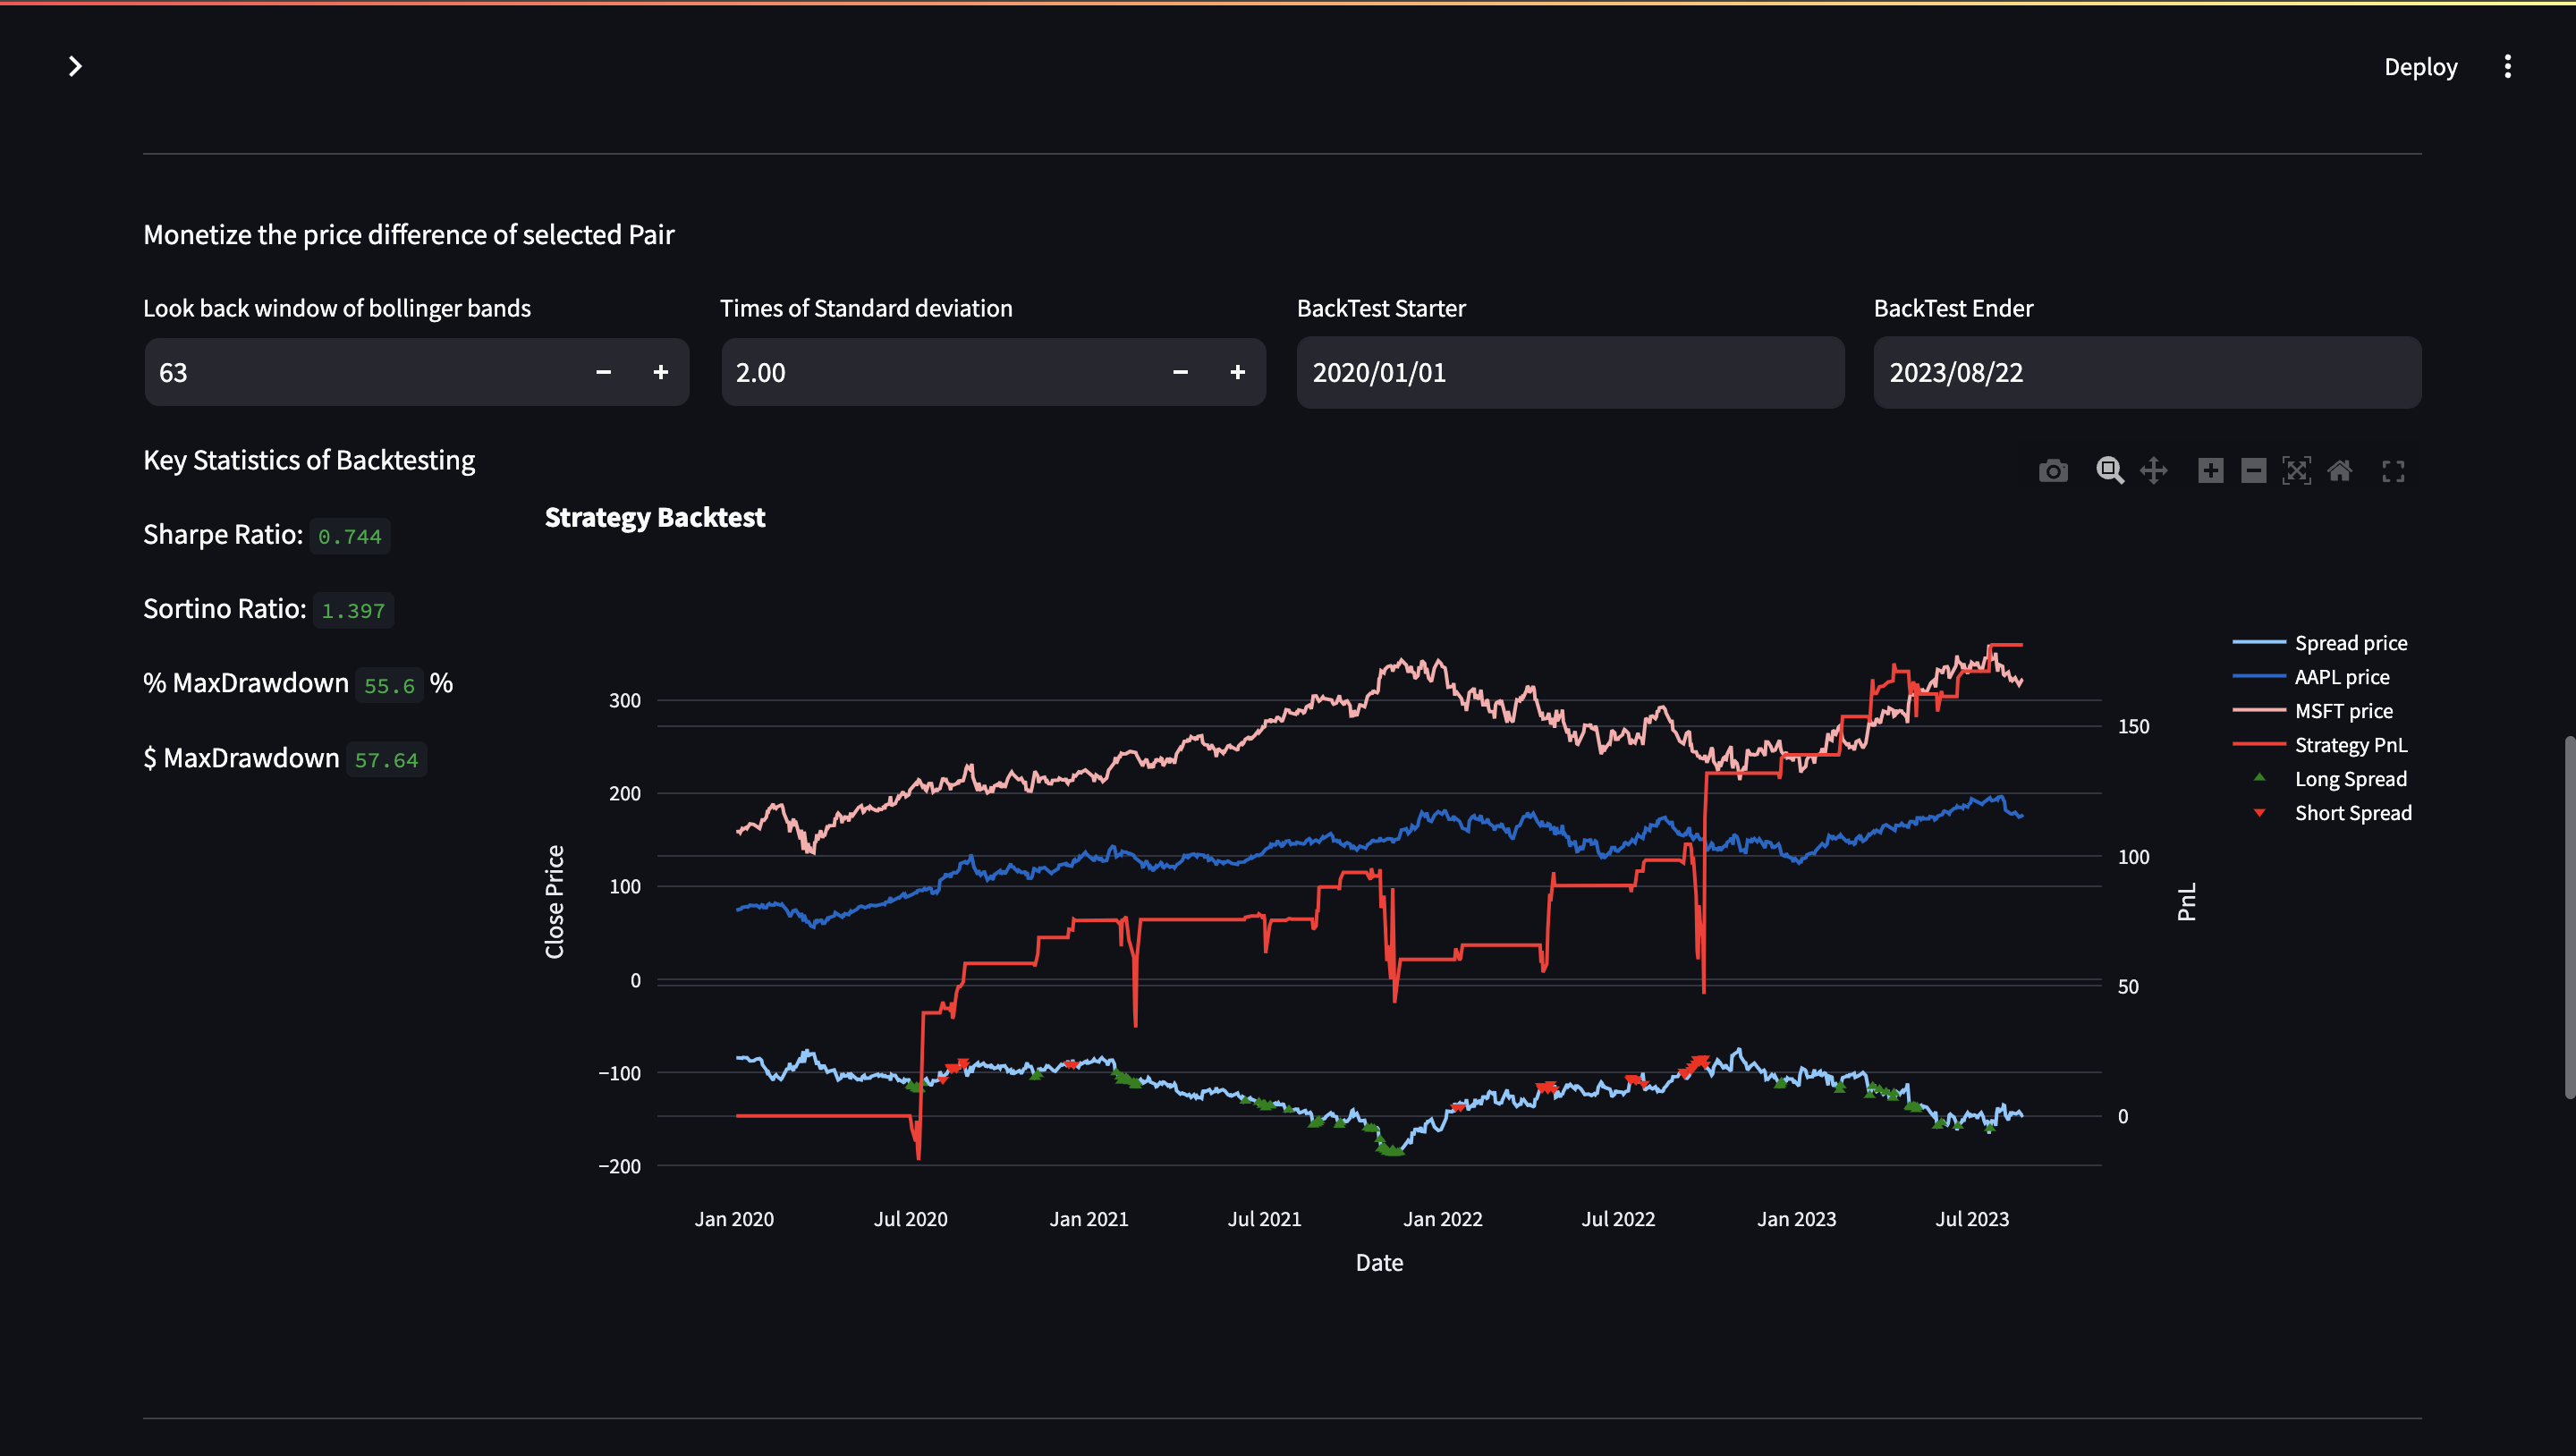 Deploy
Monetize the price difference of selected Pair
Look back window of bollinger bands
63
Times of Standard deviation
2.00
BackTest Starter
2020/01/01
BackTest Ender
2023/08/22
Key Statistics of Backtesting
Sharpe Ratio: 0.744
Sortino Ratio: 1.397
% MaxDrawdown 55.6 %
$ MaxDrawdown 57.64
Strategy Backtest
Close Price
300
200
100
0
−100
−200
150
100
50
0
PnL
Jan 2020
Jul 2020
Jan 2021
Jul 2021
Jan 2022
Jul 2022
Jan 2023
Jul 2023
Date
Spread price
AAPL price
MSFT price
Strategy PnL
Long Spread
Short Spread